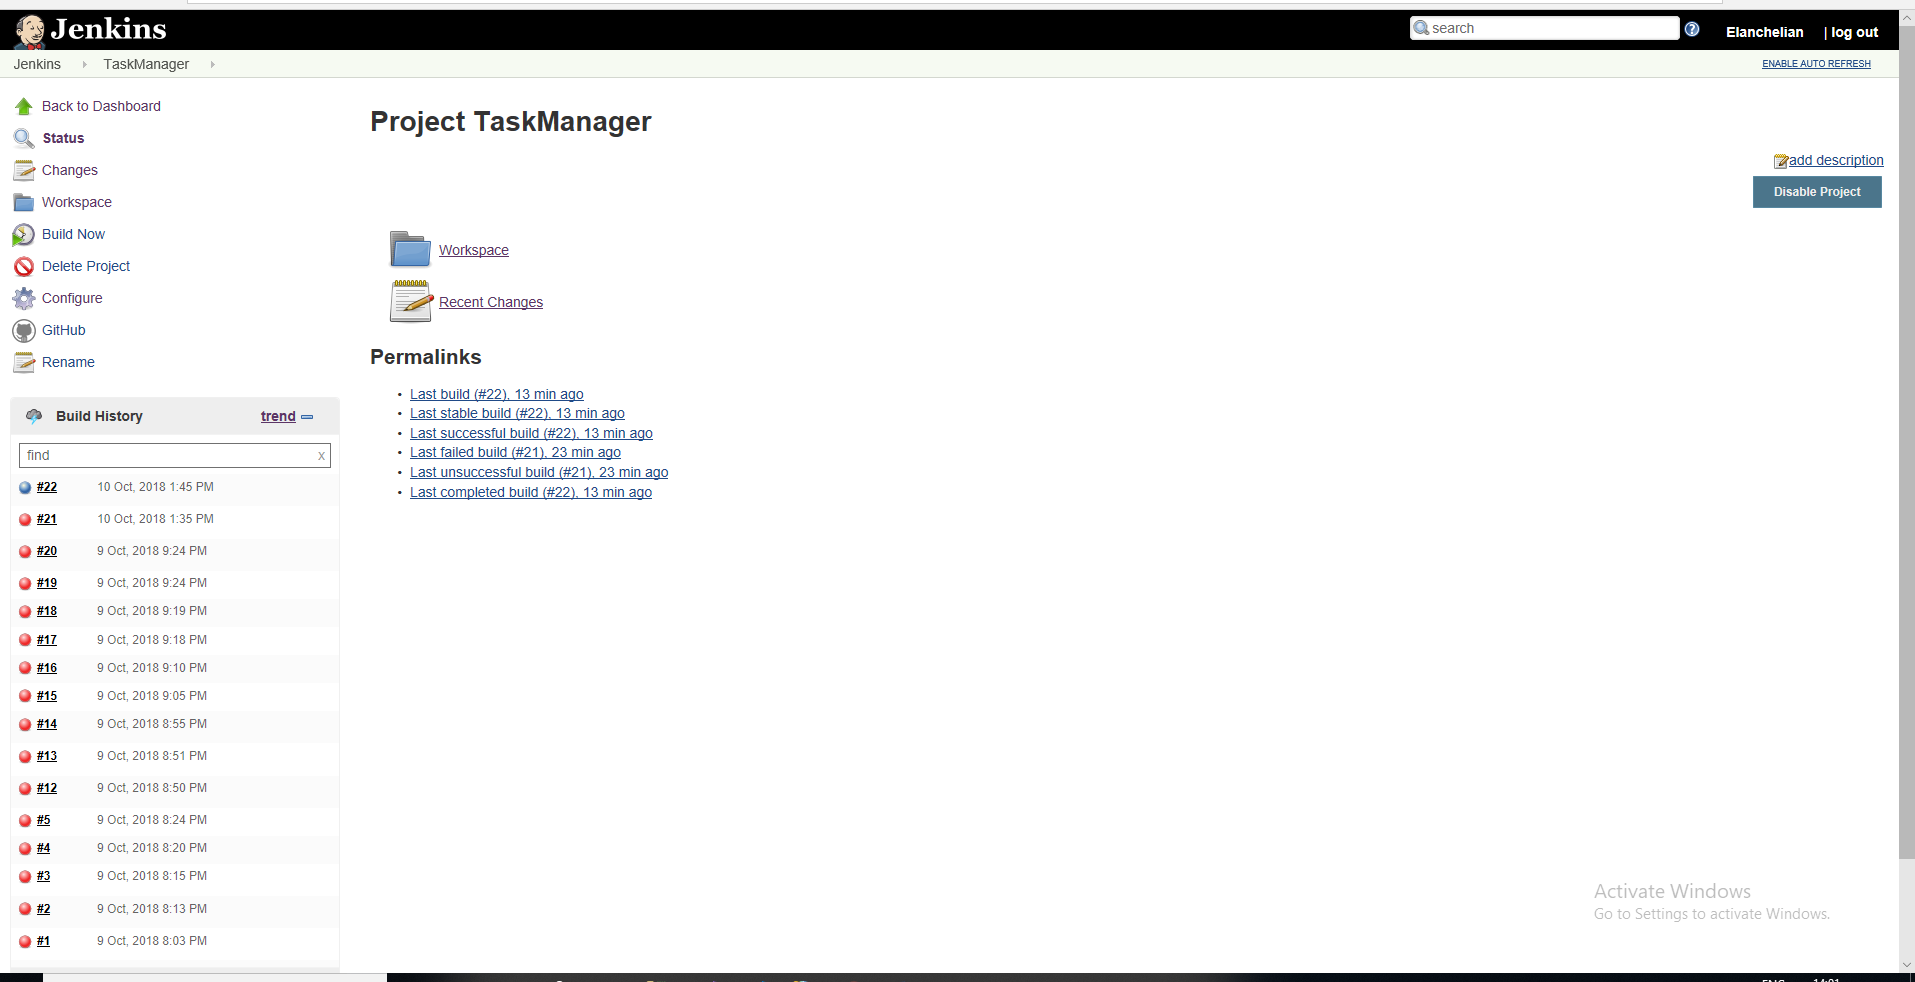 Jenkins
search
Elanchelian
| log out
Jenkins
TaskManager
ENABLE AUTO REFRESH
Back to Dashboard
Status
Changes
Workspace
Build Now
Delete Project
Configure
GitHub
Rename
Project TaskManager
add description
Disable Project
Workspace
Recent Changes
Permalinks
Last build (#22), 13 min ago
Last stable build (#22), 13 min ago
Last successful build (#22), 13 min ago
Last failed build (#21), 23 min ago
Last unsuccessful build (#21), 23 min ago
Last completed build (#22), 13 min ago
Build History trend
find x
#22 10 Oct, 2018 1:45 PM
#21 10 Oct, 2018 1:35 PM
#20 9 Oct, 2018 9:24 PM
#19 9 Oct, 2018 9:24 PM
#18 9 Oct, 2018 9:19 PM
#17 9 Oct, 2018 9:18 PM
#16 9 Oct, 2018 9:10 PM
#15 9 Oct, 2018 9:05 PM
#14 9 Oct, 2018 8:55 PM
#13 9 Oct, 2018 8:51 PM
#12 9 Oct, 2018 8:50 PM
#5 9 Oct, 2018 8:24 PM
#4 9 Oct, 2018 8:20 PM
#3 9 Oct, 2018 8:15 PM
#2 9 Oct, 2018 8:13 PM
#1 9 Oct, 2018 8:03 PM
Activate Windows
Go to Settings to activate Windows.